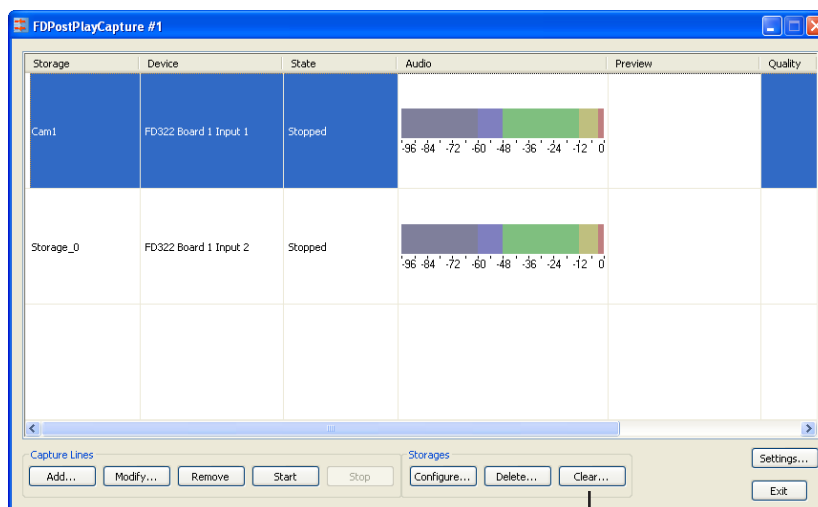 FDPostPlayCapture #1
Storage Device State Audio Preview Quality
Cam1 FD322 Board 1 Input 1 Stopped
-96 -84 -72 -60 -48 -36 -24 -12 0
Storage_0 FD322 Board 1 Input 2 Stopped
-96 -84 -72 -60 -48 -36 -24 -12 0
Capture Lines Storages
Add... Modify... Remove Start Stop Configure... Delete... Clear... Settings...
Exit